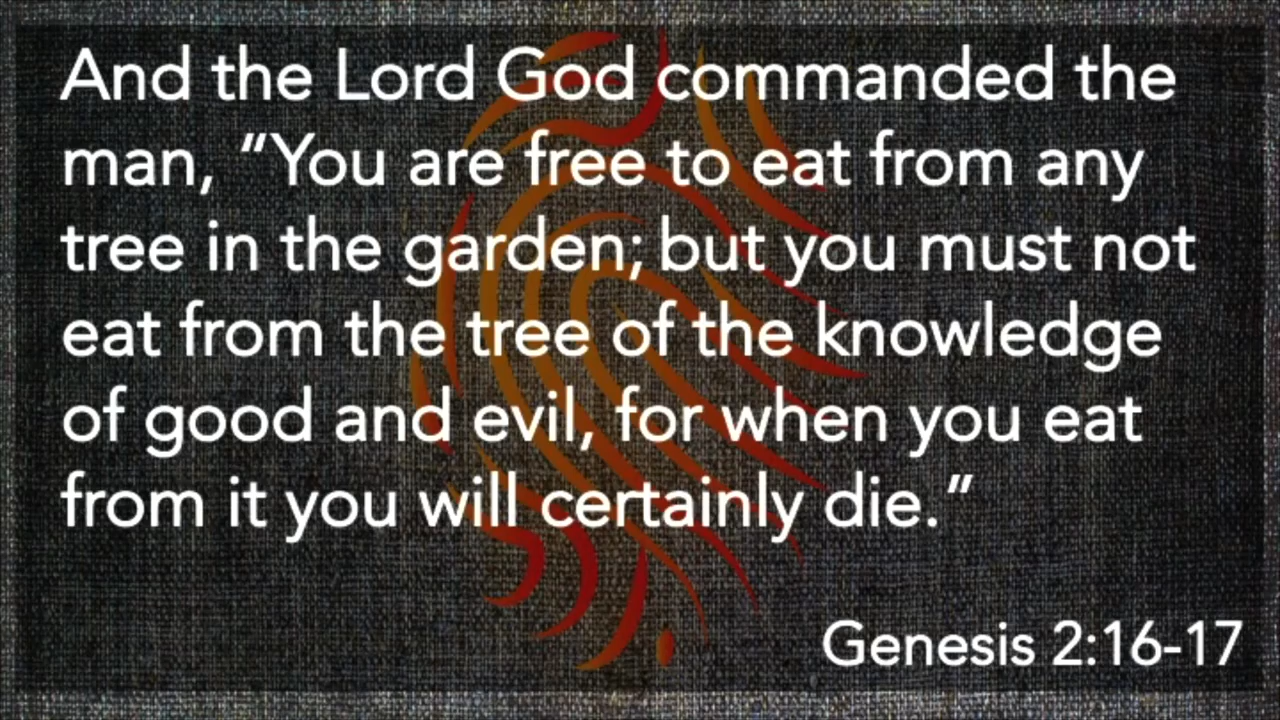 And the Lord God commanded the
man, “You are free to eat from any
tree in the garden; but you must not
eat from the tree of the knowledge
of good and evil, for when you eat
from it you will certainly die.”
Genesis 2:16-17